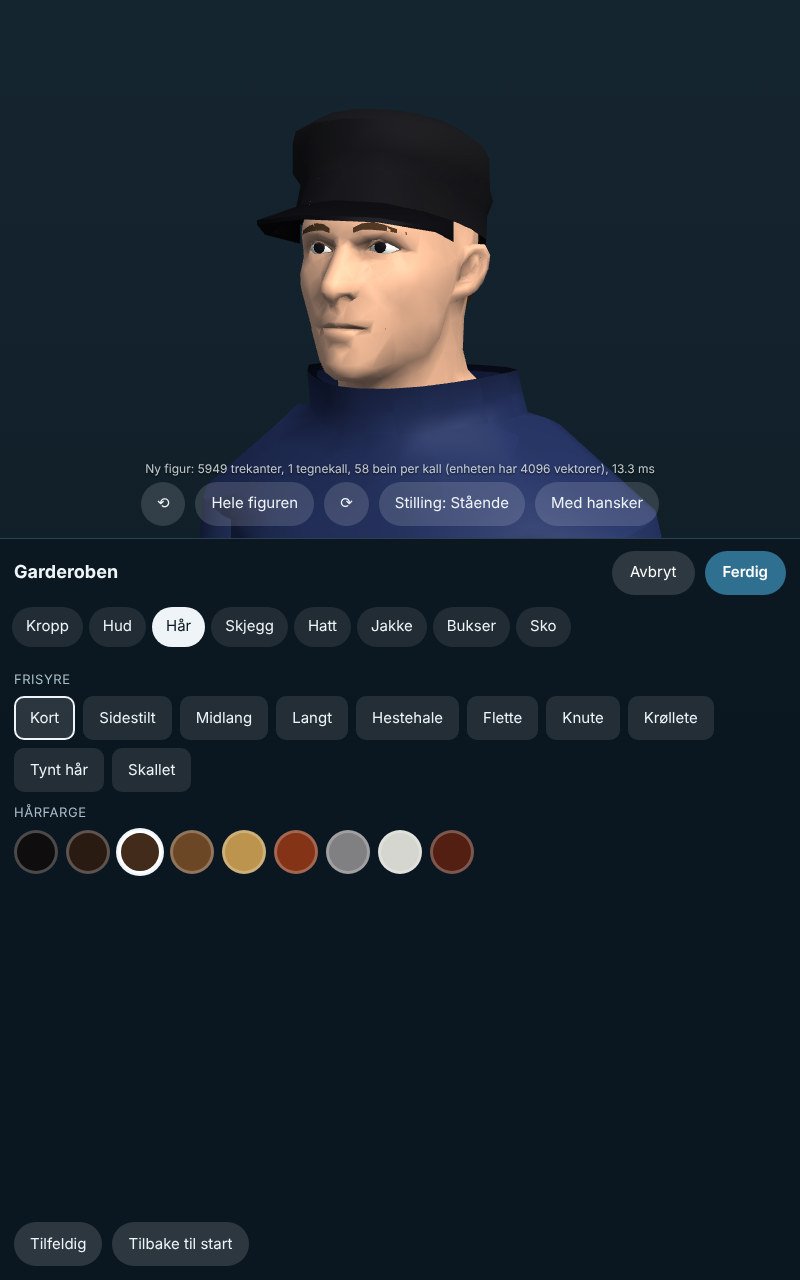 Ny figur: 5949 trekanter, 1 tegnekall, 58 bein per kall (enheten har 4096 vektorer), 13.3 ms
⟲ Hele figuren ⟳ Stilling: Stående Med hansker
Garderoben Avbryt Ferdig
Kropp Hud Hår Skjegg Hatt Jakke Bukser Sko
FRISYRE
Kort Sidestilt Midlang Langt Hestehale Flette Knute Krøllete
Tynt hår Skallet
HÅRFARGE
Tilfeldig Tilbake til start